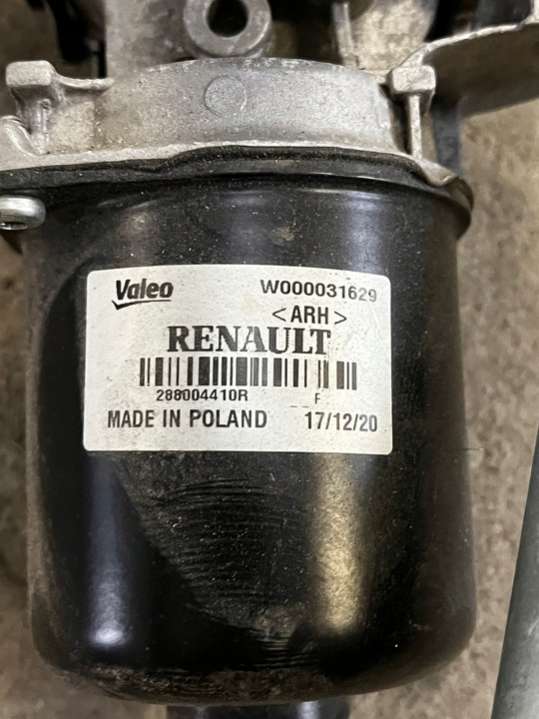 Valeo W000031629
<ARH>
RENAULT
288004410R F
MADE IN POLAND 17/12/20